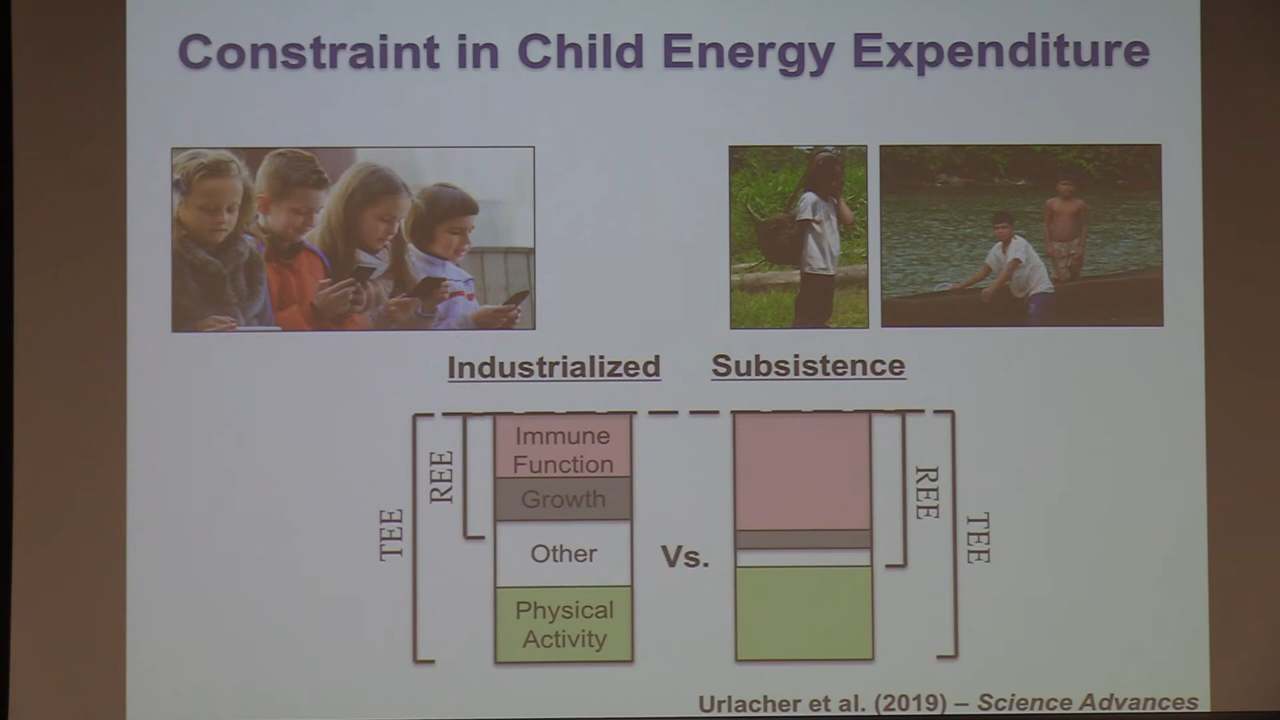 Constraint in Child Energy Expenditure
Industrialized
Subsistence
TEE
REE
Immune
Function
Growth
Other
Physical
Activity
Vs.
REE
TEE
Urlacher et al. (2019) – Science Advances